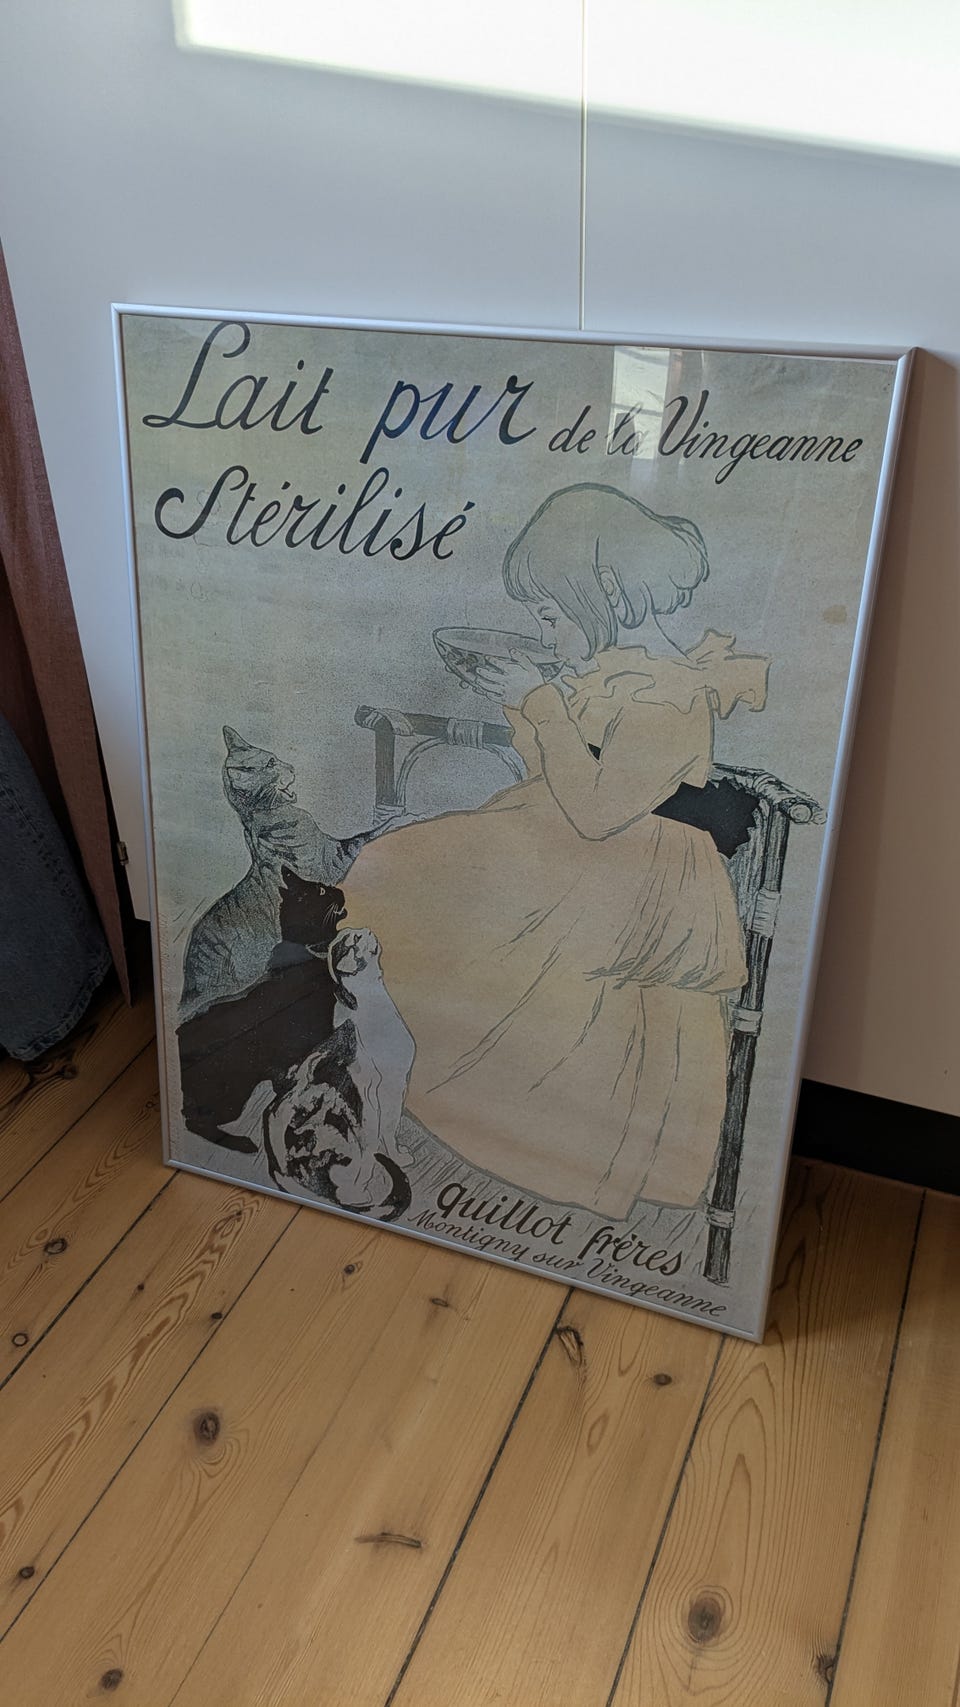 Lait pur de la Vingeanne
Stérilisé
Quillot frères
Montigny sur Vingeanne